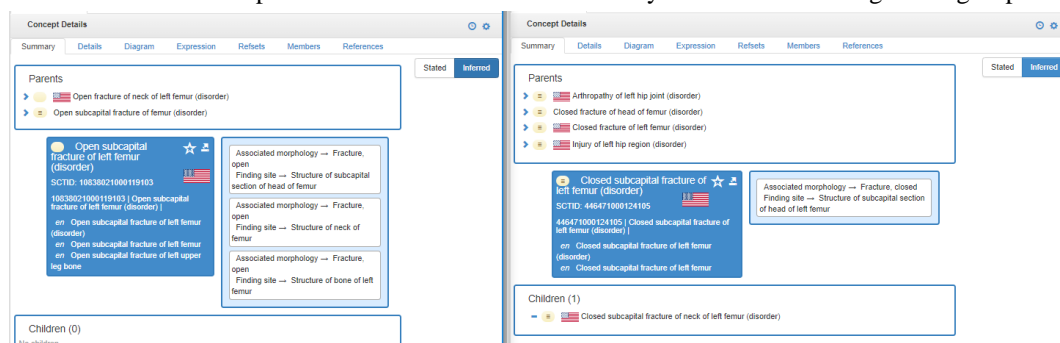 Concept Details
Summary Details Diagram Expression Refsets Members References
Stated Inferred
Parents
Open fracture of neck of left femur (disorder)
≡ Open subcapital fracture of femur (disorder)
Open subcapital
fracture of left femur
(disorder)
SCTID: 10838021000119103
10838021000119103 | Open subcapital
fracture of left femur (disorder) |
en Open subcapital fracture of left femur
(disorder)
en Open subcapital fracture of left femur
en Open subcapital fracture of left upper
leg bone
Associated morphology → Fracture,
open
Finding site → Structure of subcapital
section of head of femur
Associated morphology → Fracture,
open
Finding site → Structure of neck of
femur
Associated morphology → Fracture,
open
Finding site → Structure of bone of left
femur
Children (0)
Concept Details
Summary Details Diagram Expression Refsets Members References
Stated Inferred
Parents
≡ Arthropathy of left hip joint (disorder)
≡ Closed fracture of head of femur (disorder)
≡ Closed fracture of left femur (disorder)
≡ Injury of left hip region (disorder)
≡ Closed subcapital fracture of
left femur (disorder)
SCTID: 446471000124105
446471000124105 | Closed subcapital fracture of
left femur (disorder) |
en Closed subcapital fracture of left femur
(disorder)
en Closed subcapital fracture of left femur
Associated morphology → Fracture, closed
Finding site → Structure of subcapital section
of head of left femur
Children (1)
≡ Closed subcapital fracture of neck of left femur (disorder)